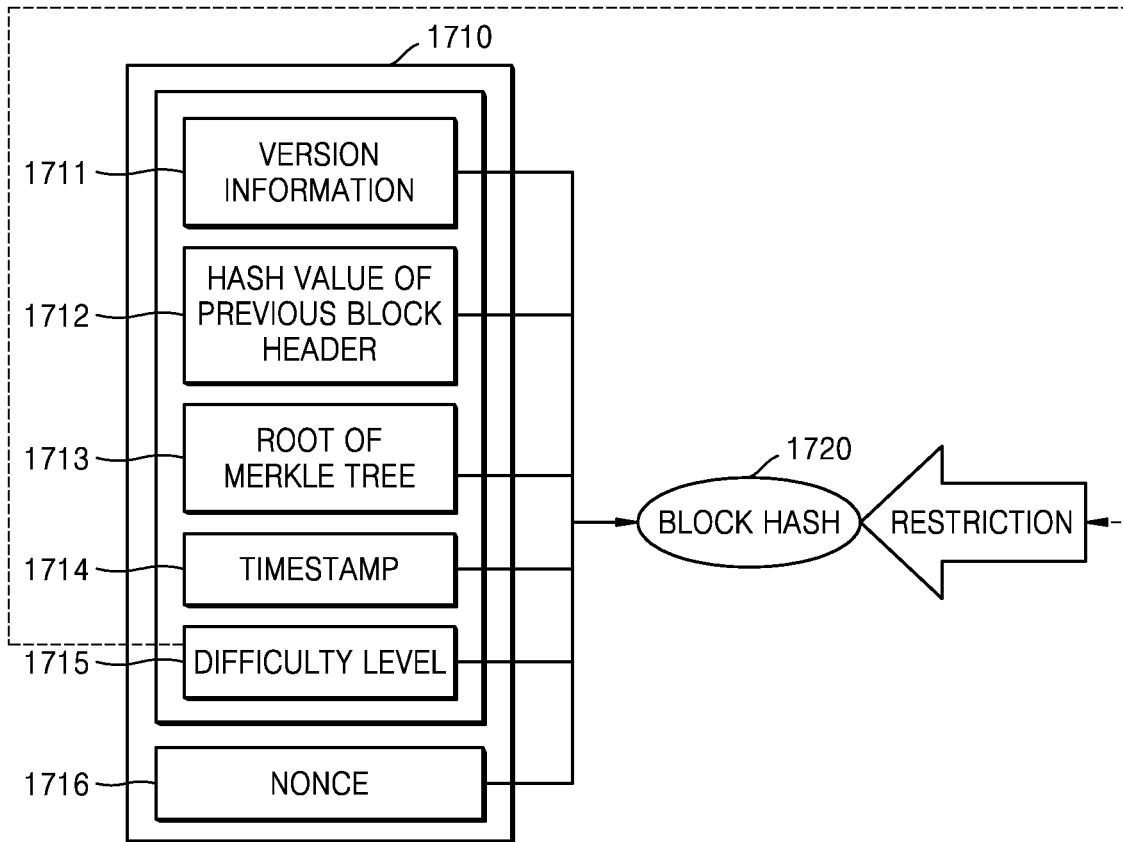 1710
1711
VERSION
INFORMATION
1712
HASH VALUE OF
PREVIOUS BLOCK
HEADER
1713
ROOT OF
MERKLE TREE
1714
TIMESTAMP
1715
DIFFICULTY LEVEL
1716
NONCE
1720
BLOCK HASH
RESTRICTION